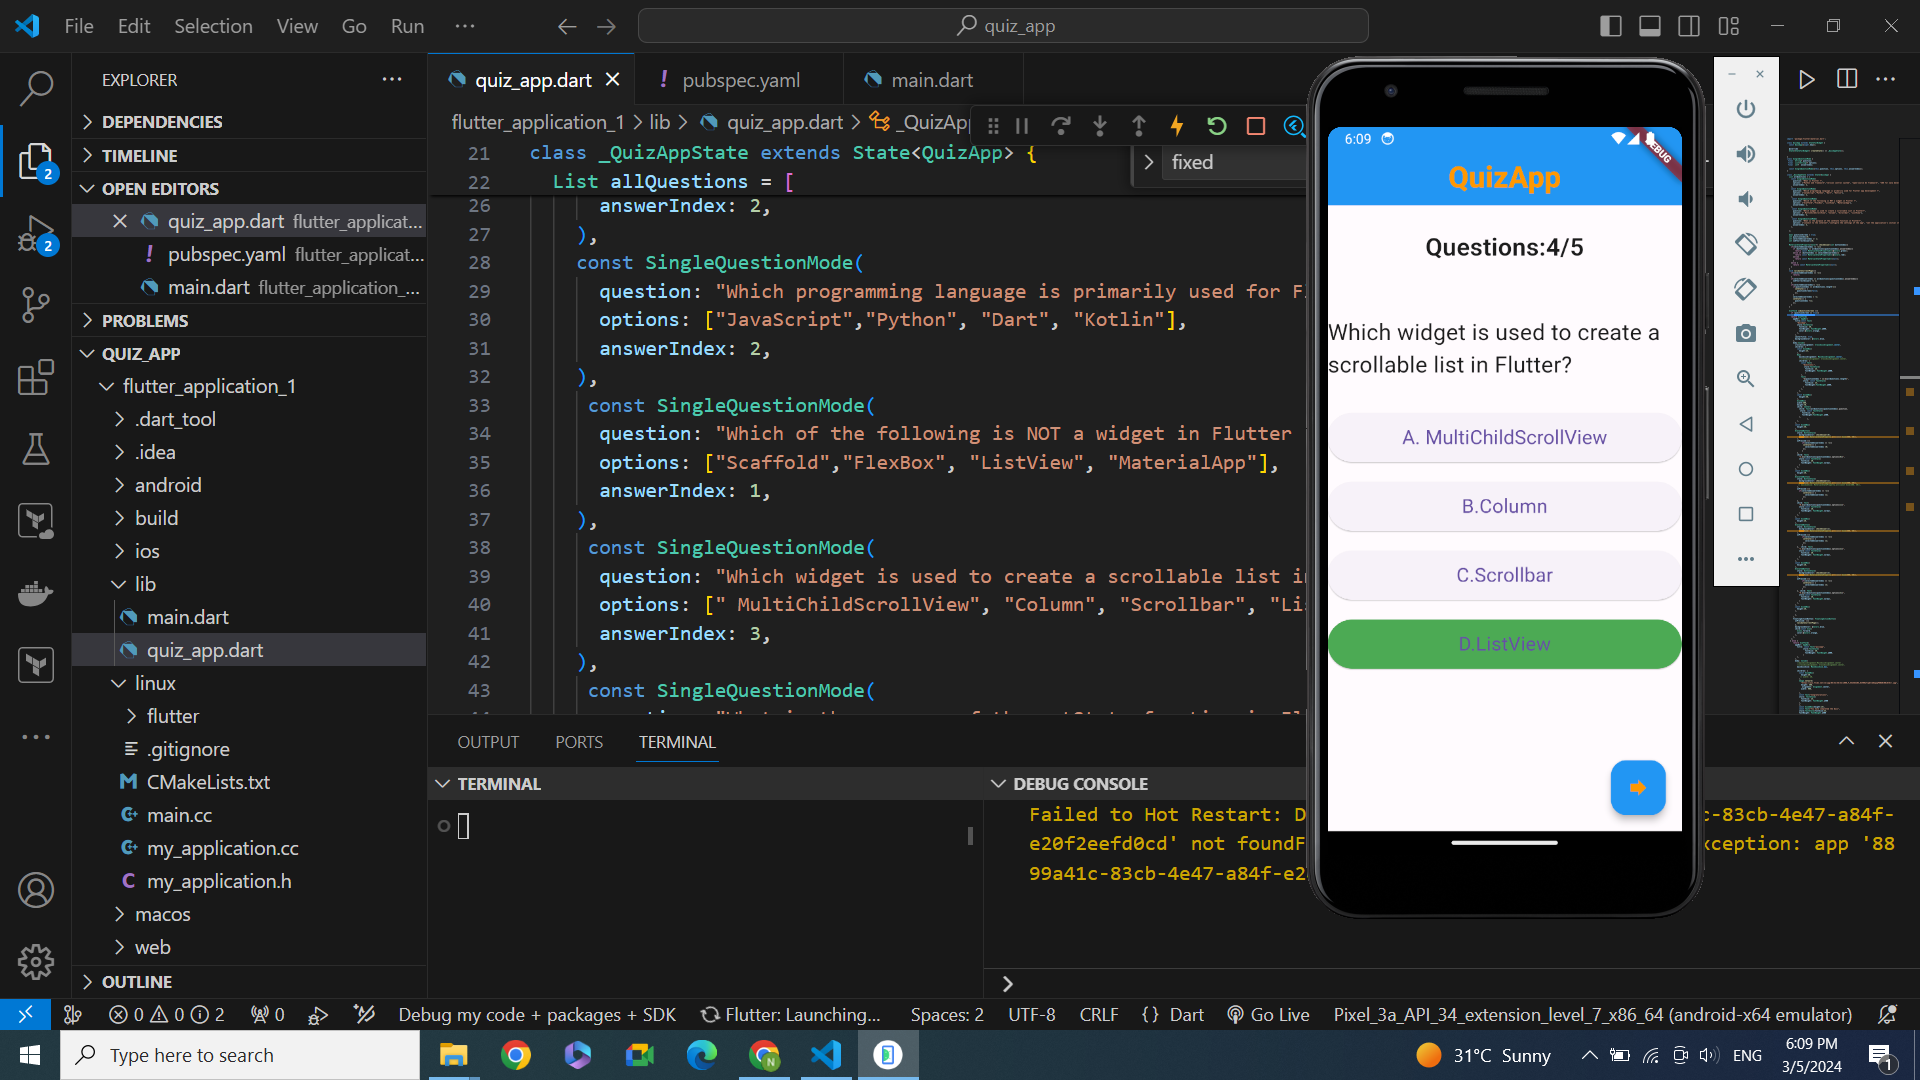 File Edit Selection View Go Run ···
quiz_app
EXPLORER
DEPENDENCIES
TIMELINE
OPEN EDITORS
quiz_app.dart flutter_applicat...
pubspec.yaml flutter_applicat...
main.dart flutter_application_...
PROBLEMS
QUIZ_APP
flutter_application_1
.dart_tool
.idea
android
build
ios
lib
main.dart
quiz_app.dart
linux
flutter
.gitignore
CMakeLists.txt
main.cc
my_application.cc
my_application.h
macos
web
OUTLINE
2
2
quiz_app.dart
pubspec.yaml
main.dart
flutter_application_1 > lib > quiz_app.dart > _QuizApp
fixed
21 class _QuizAppState extends State<QuizApp> {
22 List allQuestions = [
26 answerIndex: 2,
27 ),
28 const SingleQuestionMode(
29 question: "Which programming language is primarily used for Fl
30 options: ["JavaScript","Python", "Dart", "Kotlin"],
31 answerIndex: 2,
32 ),
33 const SingleQuestionMode(
34 question: "Which of the following is NOT a widget in Flutter
35 options: ["Scaffold","FlexBox", "ListView", "MaterialApp"],
36 answerIndex: 1,
37 ),
38 const SingleQuestionMode(
39 question: "Which widget is used to create a scrollable list in
40 options: [" MultiChildScrollView", "Column", "Scrollbar", "Lis
41 answerIndex: 3,
42 ),
43 const SingleQuestionMode(
OUTPUT PORTS TERMINAL
TERMINAL
DEBUG CONSOLE
Failed to Hot Restart: D c-83cb-4e47-a84f-
e20f2eefd0cd' not foundF xception: app '88
99a41c-83cb-4e47-a84f-e2
6:09
DEBUG
QuizApp
Questions:4/5
Which widget is used to create a
scrollable list in Flutter?
A. MultiChildScrollView
B.Column
C.Scrollbar
D.ListView
0 0 2 0 Debug my code + packages + SDK Flutter: Launching... Spaces: 2 UTF-8 CRLF {} Dart Go Live Pixel_3a_API_34_extension_level_7_x86_64 (android-x64 emulator)
Type here to search
N
31°C Sunny
ENG
6:09 PM
3/5/2024
1